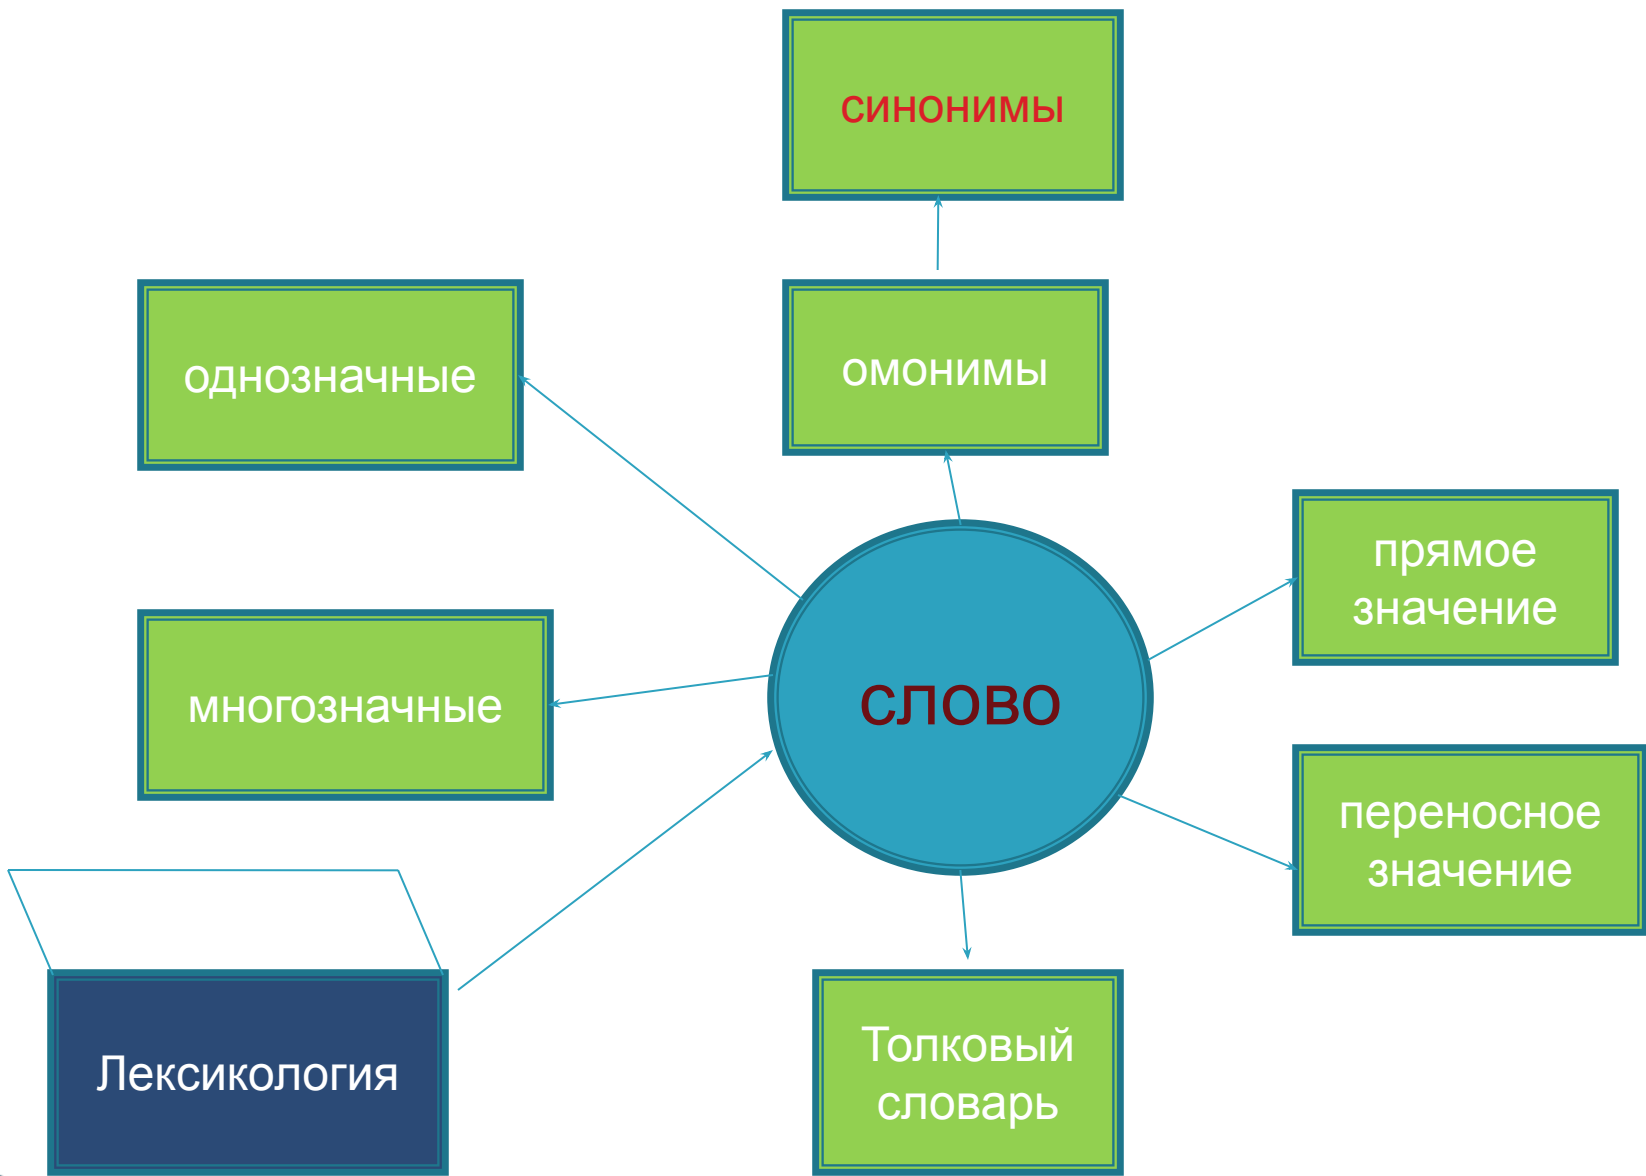 синонимы
однозначные
омонимы
прямое
значение
многозначные
слово
переносное
значение
Лексикология
Толковый
словарь